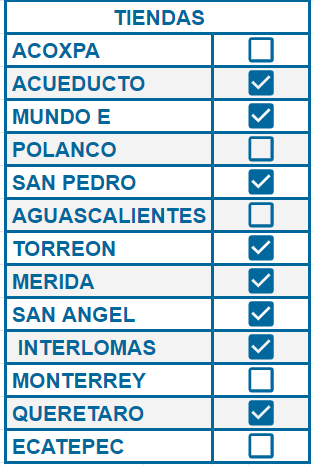 TIENDAS
ACOXPA
ACUEDUCTO
MUNDO E
POLANCO
SAN PEDRO
AGUASCALIENTES
TORREON
MERIDA
SAN ANGEL
INTERLOMAS
MONTERREY
QUERETARO
ECATEPEC